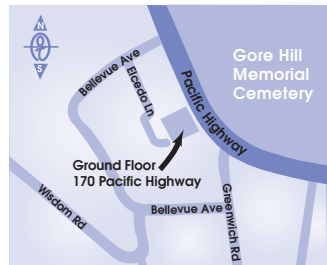 N
S
Bellevue Ave
Elcedo Ln
Pacific Highway
Gore Hill
Memorial
Cemetery
Ground Floor
170 Pacific Highway
Wisdom Rd
Bellevue Ave
Greenwich Rd